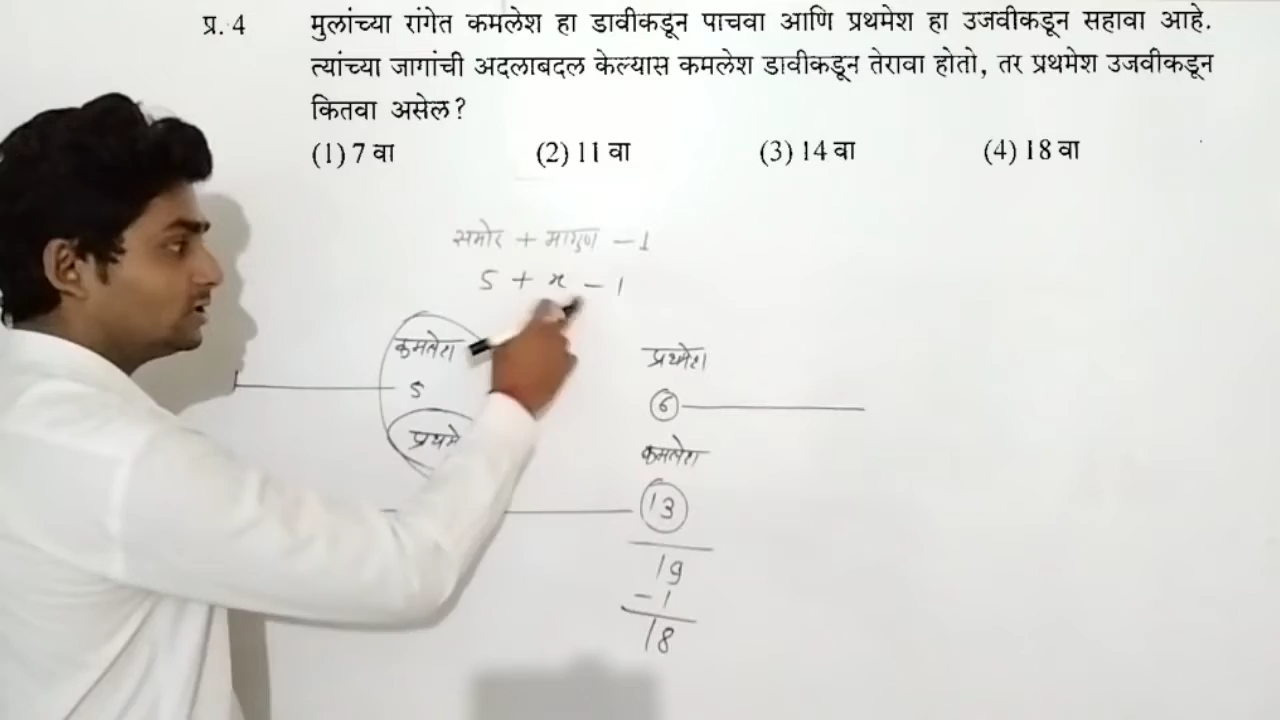 प्र. 4 मुलांच्या रांगेत कमलेश हा डावीकडून पाचवा आणि प्रथमेश हा उजवीकडून सहावा आहे.
त्यांच्या जागांची अदलाबदल केल्यास कमलेश डावीकडून तेरावा होतो, तर प्रथमेश उजवीकडून
कितवा असेल?
(1) 7 वा (2) 11 वा (3) 14 वा (4) 18 वा
समोर + मागुण - 1
5 + x - 1
कमलेश
प्रथमेश
5
6
प्रथमे
कमलेश
13
19
- 1
18